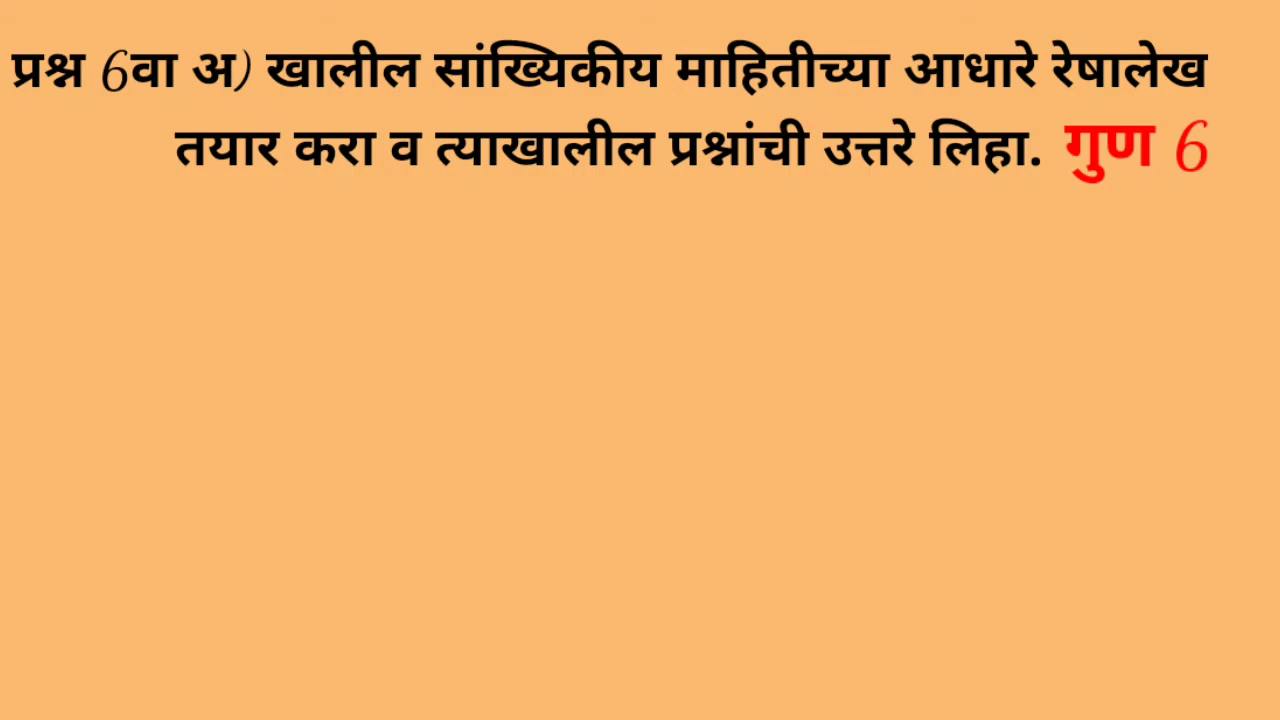 प्रश्न 6वा अ) खालील सांख्यिकीय माहितीच्या आधारे रेषालेख
तयार करा व त्याखालील प्रश्नांची उत्तरे लिहा. गुण 6